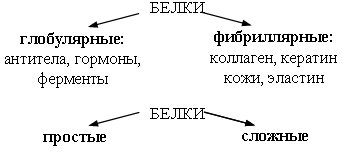 БЕЛКИ
глобулярные:
антитела, гормоны,
ферменты
фибриллярные:
коллаген, кератин
кожи, эластин
БЕЛКИ
простые
сложные